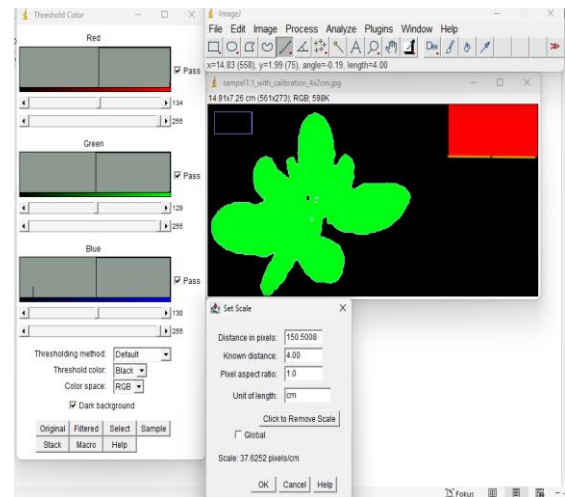 Threshold Color
Red
Pass
134
255
Green
Pass
129
255
Blue
Pass
130
255
Thresholding method: Default
Threshold color: Black
Color space: RGB
Dark background
Original Filtered Select Sample
Stack Macro Help
ImageJ
File Edit Image Process Analyze Plugins Window Help
A Dev
x=14.83 (558), y=1.99 (75), angle=-0.19, length=4.00
sampel1.1_with_calibration_4x2cm.jpg
14.91x7.26 cm (561x273); RGB; 598K
Set Scale
Distance in pixels: 150.5008
Known distance: 4.00
Pixel aspect ratio: 1.0
Unit of length: cm
Click to Remove Scale
Global
Scale: 37.6252 pixels/cm
OK Cancel Help
Fokus